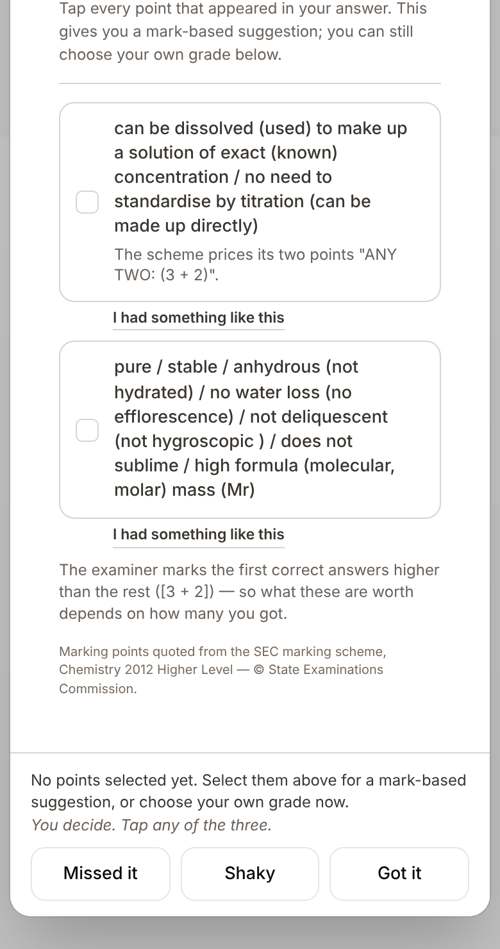 Tap every point that appeared in your answer. This
gives you a mark-based suggestion; you can still
choose your own grade below.
can be dissolved (used) to make up
a solution of exact (known)
concentration / no need to
standardise by titration (can be
made up directly)
The scheme prices its two points "ANY
TWO: (3 + 2)".
I had something like this
pure / stable / anhydrous (not
hydrated) / no water loss (no
efflorescence) / not deliquescent
(not hygroscopic ) / does not
sublime / high formula (molecular,
molar) mass (Mr)
I had something like this
The examiner marks the first correct answers higher
than the rest ([3 + 2]) — so what these are worth
depends on how many you got.
Marking points quoted from the SEC marking scheme,
Chemistry 2012 Higher Level — © State Examinations
Commission.
No points selected yet. Select them above for a mark-based
suggestion, or choose your own grade now.
You decide. Tap any of the three.
Missed it
Shaky
Got it